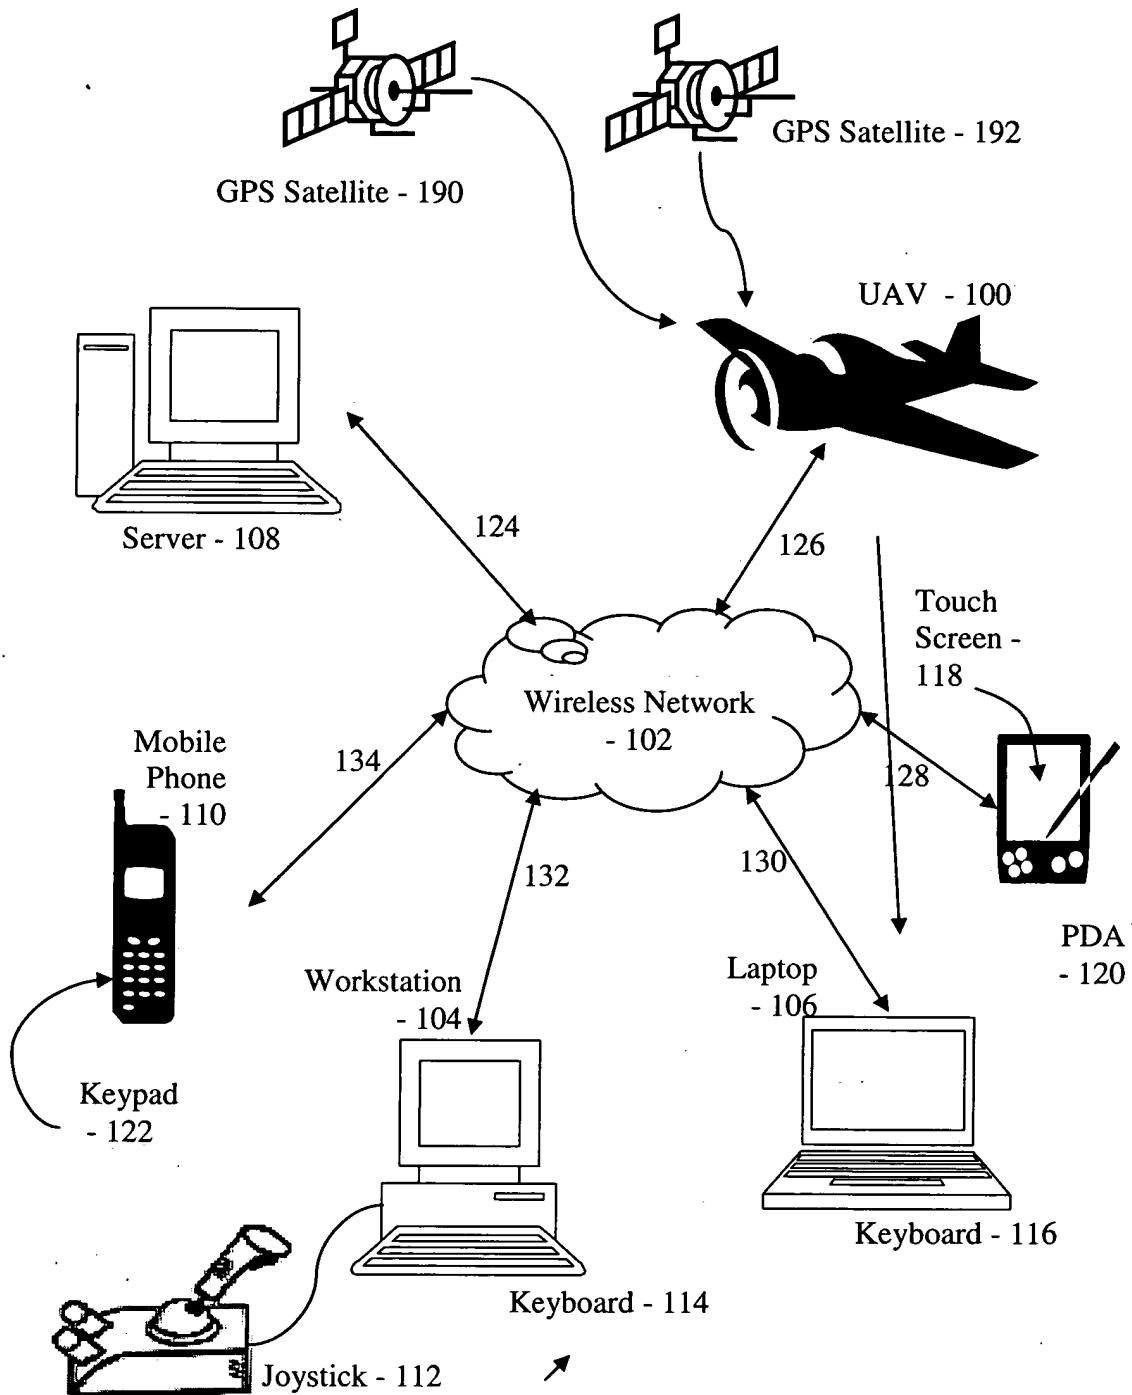 GPS Satellite - 192
GPS Satellite - 190
UAV - 100
Server - 108
124
126
Touch
Screen -
118
Wireless Network
- 102
Mobile
Phone
- 110
134
128
132
130
PDA
- 120
Workstation
- 104
Laptop
- 106
Keypad
- 122
Keyboard - 116
Keyboard - 114
Joystick - 112